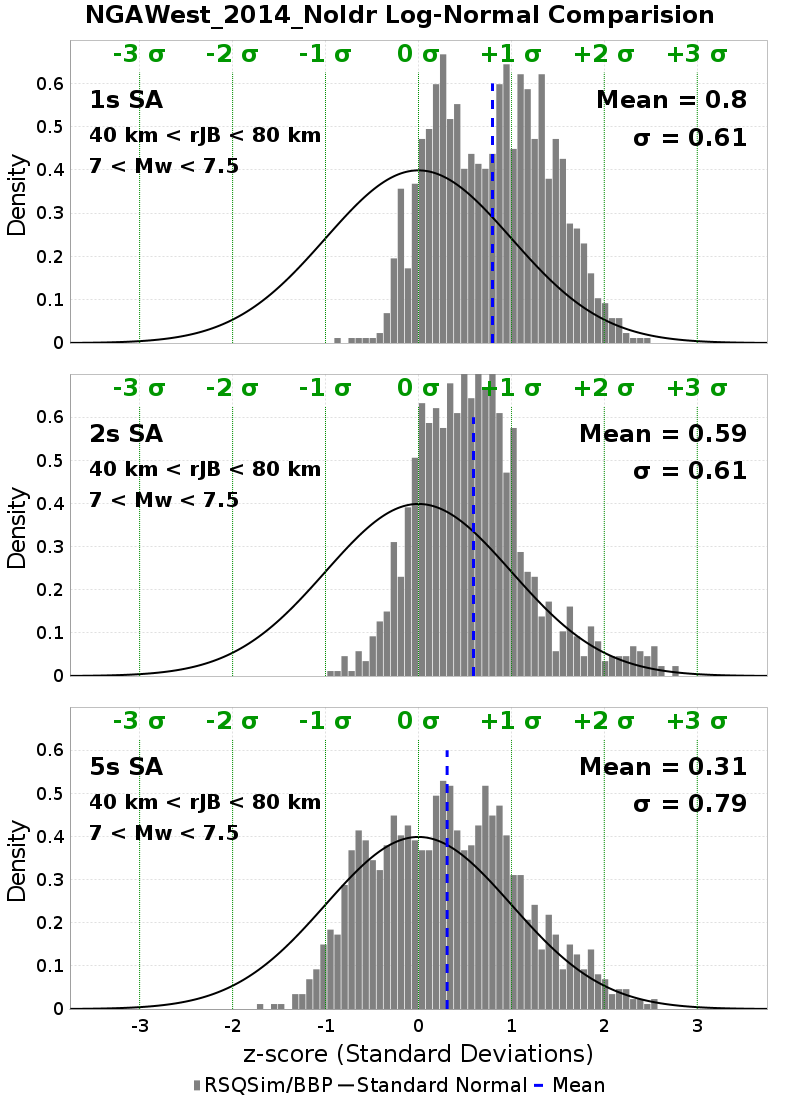 NGAWest_2014_NoIdr Log-Normal Comparision
-3 σ -2 σ -1 σ 0 σ +1 σ +2 σ +3 σ
1s SA
Mean = 0.8
40 km < rJB < 80 km
σ = 0.61
7 < Mw < 7.5
0.6
0.5
0.4
0.3
0.2
0.1
0
Density
-3 σ -2 σ -1 σ 0 σ +1 σ +2 σ +3 σ
2s SA
Mean = 0.59
40 km < rJB < 80 km
σ = 0.61
7 < Mw < 7.5
0.6
0.5
0.4
0.3
0.2
0.1
0
Density
-3 σ -2 σ -1 σ 0 σ +1 σ +2 σ +3 σ
5s SA
Mean = 0.31
40 km < rJB < 80 km
σ = 0.79
7 < Mw < 7.5
0.6
0.5
0.4
0.3
0.2
0.1
0
Density
-3 -2 -1 0 1 2 3
z-score (Standard Deviations)
RSQSim/BBP Standard Normal Mean